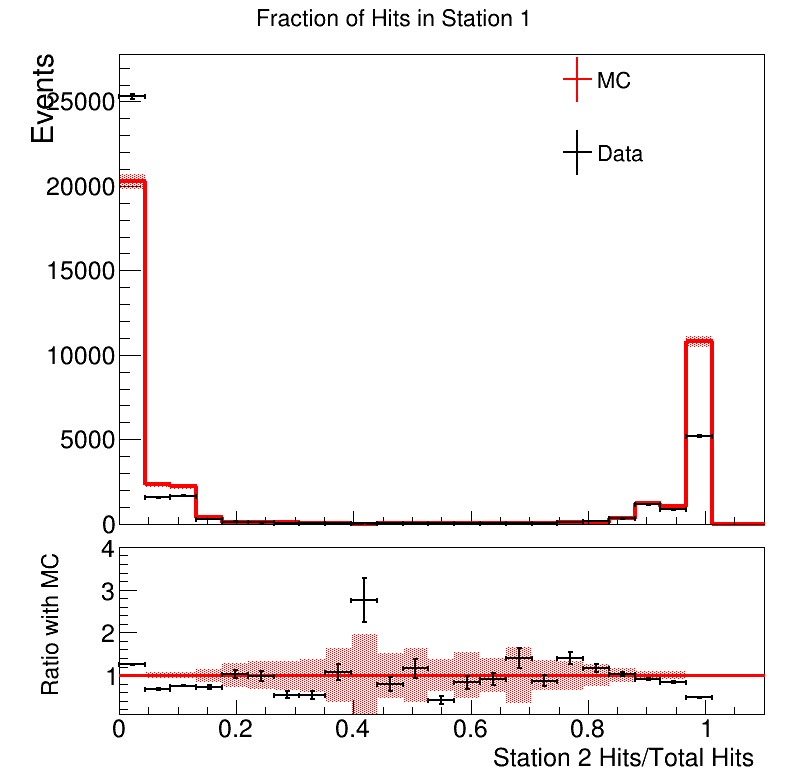 Fraction of Hits in Station 1
Events
25000
20000
15000
10000
5000
0
MC
Data
Ratio with MC
4
3
2
1
0
0.2
0.4
0.6
0.8
1
Station 2 Hits/Total Hits